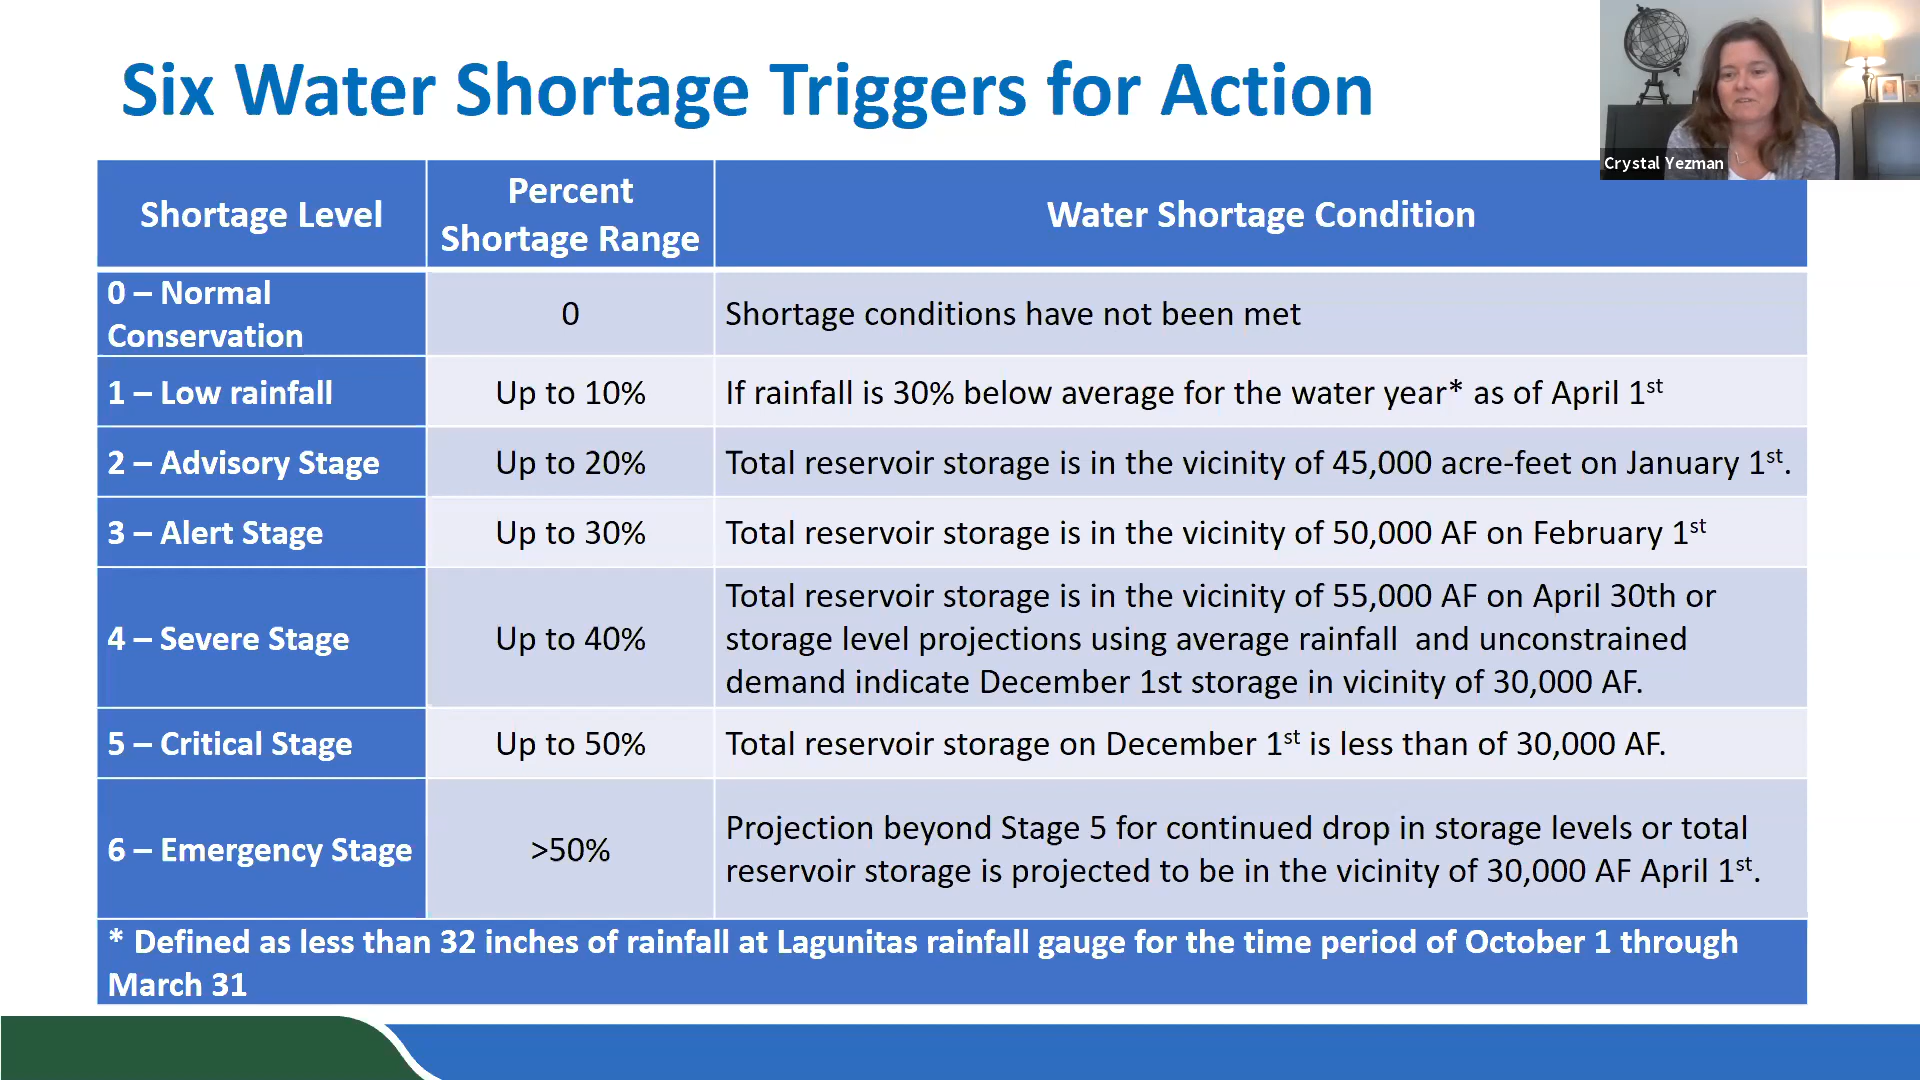 Six Water Shortage Triggers for Action
Crystal Yezman
Shortage Level
Percent
Shortage Range
Water Shortage Condition
0 – Normal
Conservation
0
Shortage conditions have not been met
1 – Low rainfall
Up to 10%
If rainfall is 30% below average for the water year* as of April 1st
2 – Advisory Stage
Up to 20%
Total reservoir storage is in the vicinity of 45,000 acre-feet on January 1st.
3 – Alert Stage
Up to 30%
Total reservoir storage is in the vicinity of 50,000 AF on February 1st
4 – Severe Stage
Up to 40%
Total reservoir storage is in the vicinity of 55,000 AF on April 30th or
storage level projections using average rainfall  and unconstrained
demand indicate December 1st storage in vicinity of 30,000 AF.
5 – Critical Stage
Up to 50%
Total reservoir storage on December 1st is less than of 30,000 AF.
6 – Emergency Stage
>50%
Projection beyond Stage 5 for continued drop in storage levels or total
reservoir storage is projected to be in the vicinity of 30,000 AF April 1st.
* Defined as less than 32 inches of rainfall at Lagunitas rainfall gauge for the time period of October 1 through
March 31